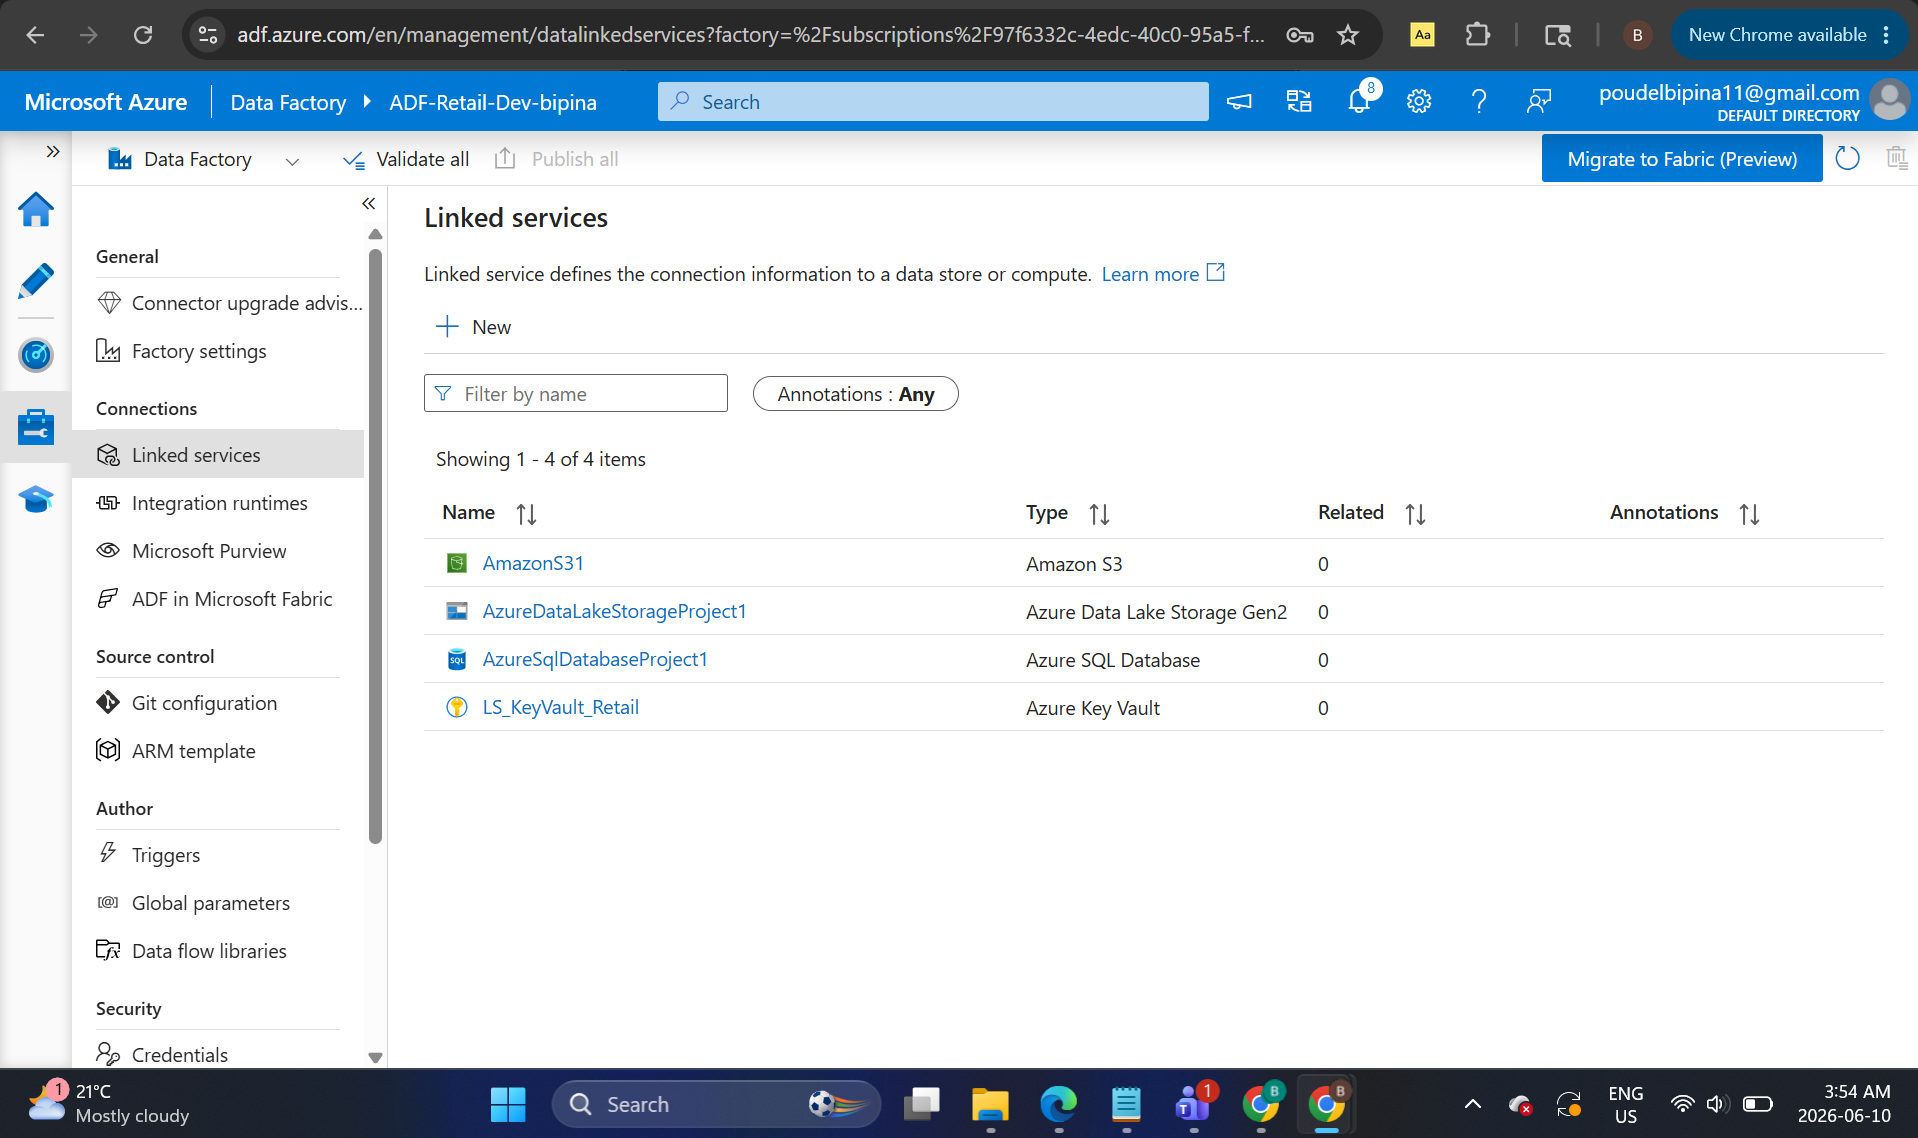 adf.azure.com/en/management/datalinkedservices?factory=%2Fsubscriptions%2F97f6332c-4edc-40c0-95a5-f...
Aa
B
New Chrome available
Microsoft Azure
Data Factory
ADF-Retail-Dev-bipina
Search
8
poudelbipina11@gmail.com
DEFAULT DIRECTORY
Data Factory
Validate all
Publish all
Migrate to Fabric (Preview)
General
Connector upgrade advis...
Factory settings
Connections
Linked services
Integration runtimes
Microsoft Purview
ADF in Microsoft Fabric
Source control
Git configuration
ARM template
Author
Triggers
Global parameters
Data flow libraries
Security
Credentials
Linked services
Linked service defines the connection information to a data store or compute. Learn more
New
Filter by name
Annotations : Any
Showing 1 - 4 of 4 items
Name Type Related Annotations
AmazonS31 Amazon S3 0
AzureDataLakeStorageProject1 Azure Data Lake Storage Gen2 0
SQL AzureSqlDatabaseProject1 Azure SQL Database 0
LS_KeyVault_Retail Azure Key Vault 0
1
21°C
Mostly cloudy
Search
T
1
B
B
ENG
US
3:54 AM
2026-06-10